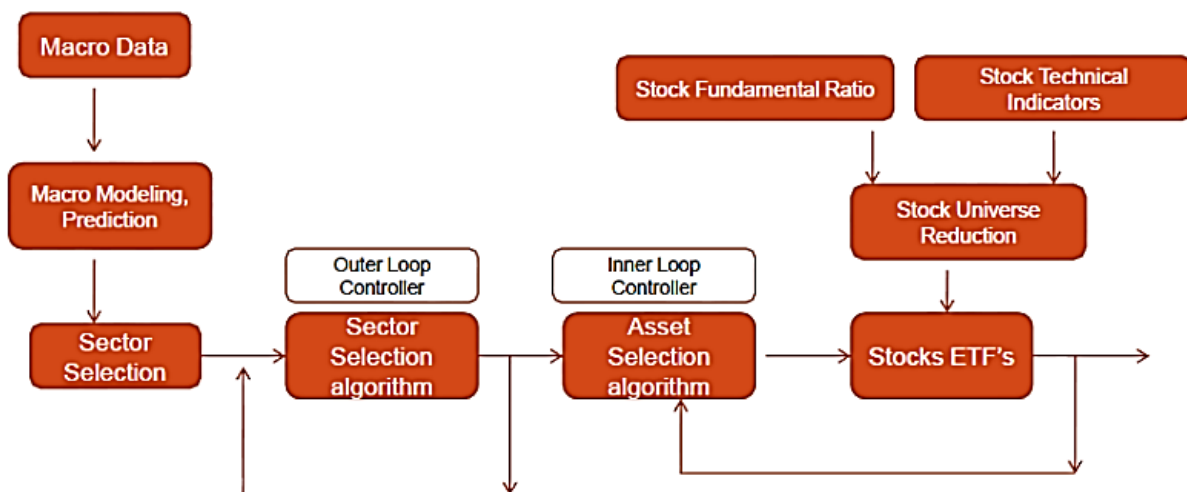 Macro Data
Stock Fundamental Ratio
Stock Technical
Indicators
Macro Modeling,
Prediction
Stock Universe
Reduction
Outer Loop
Controller
Inner Loop
Controller
Sector
Selection
Sector
Selection
algorithm
Asset
Selection
algorithm
Stocks ETF's